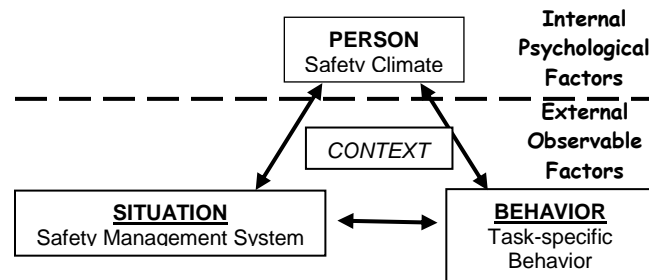 PERSON
Safety Climate
Internal
Psychological
Factors
External
Observable
Factors
CONTEXT
SITUATION
Safety Management System
BEHAVIOR
Task-specific
Behavior